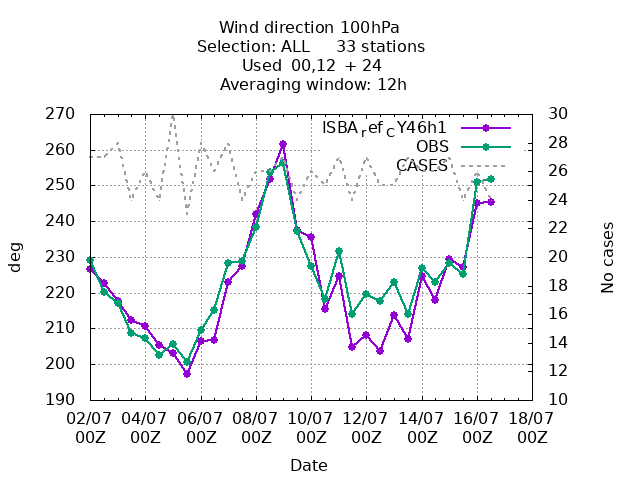 Wind direction 100hPa
Selection: ALL 33 stations
Used 00,12 + 24
Averaging window: 12h
270
260
250
240
230
220
210
200
190
30
28
26
24
22
20
18
16
14
12
10
deg
No cases
ISBA_ref_CY46h1
OBS
CASES
02/07 04/07 06/07 08/07 10/07 12/07 14/07 16/07 18/07
00Z 00Z 00Z 00Z 00Z 00Z 00Z 00Z 00Z
Date